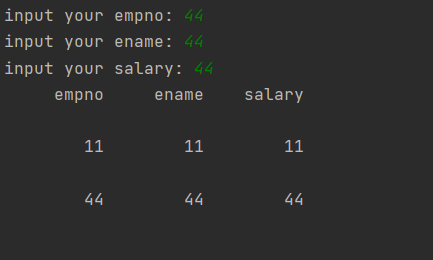 input your empno: 44
input your ename: 44
input your salary: 44
empno ename salary
11 11 11
44 44 44